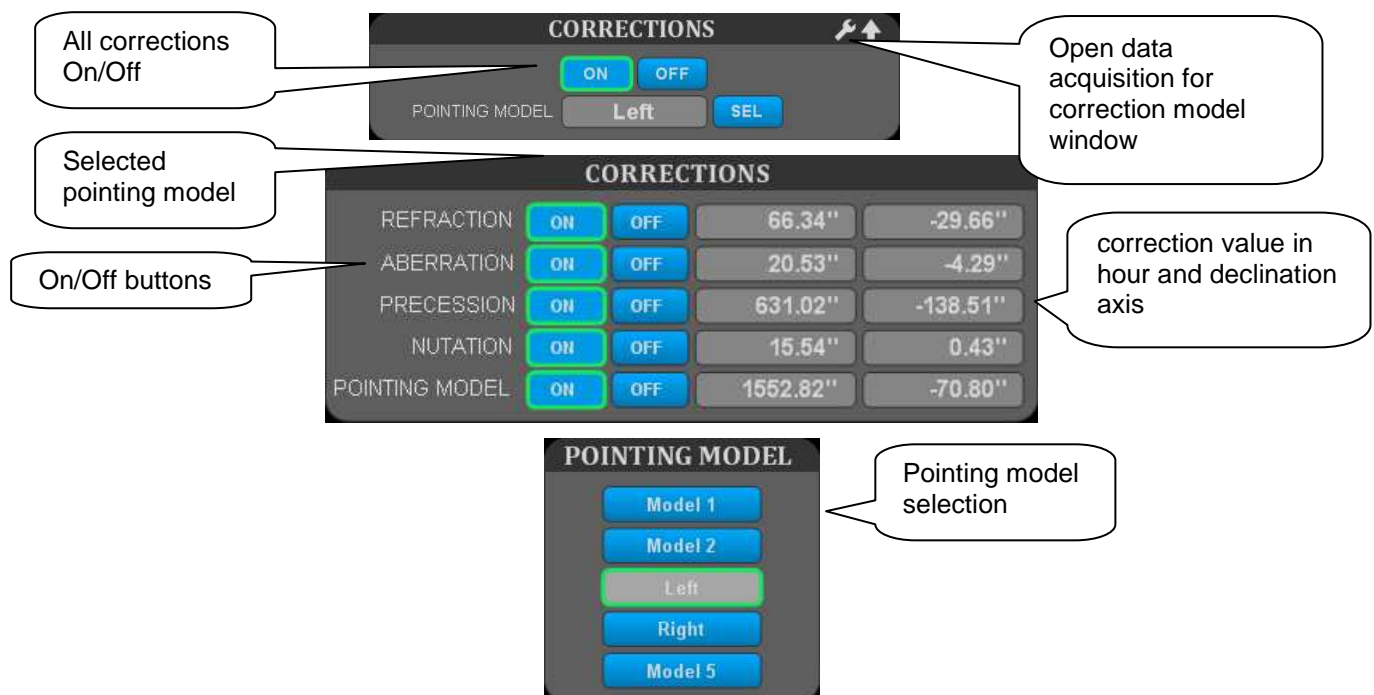 All corrections
On/Off
CORRECTIONS
ON OFF
POINTING MODEL Left SEL
Open data
acquisition for
correction model
window
Selected
pointing model
CORRECTIONS
REFRACTION ON OFF 66.34'' -29.66''
ABERRATION ON OFF 20.53'' -4.29''
PRECESSION ON OFF 631.02'' -138.51''
NUTATION ON OFF 15.54'' 0.43''
POINTING MODEL ON OFF 1552.82'' -70.80''
On/Off buttons
correction value in
hour and declination
axis
POINTING MODEL
Model 1
Model 2
Left
Right
Model 5
Pointing model
selection